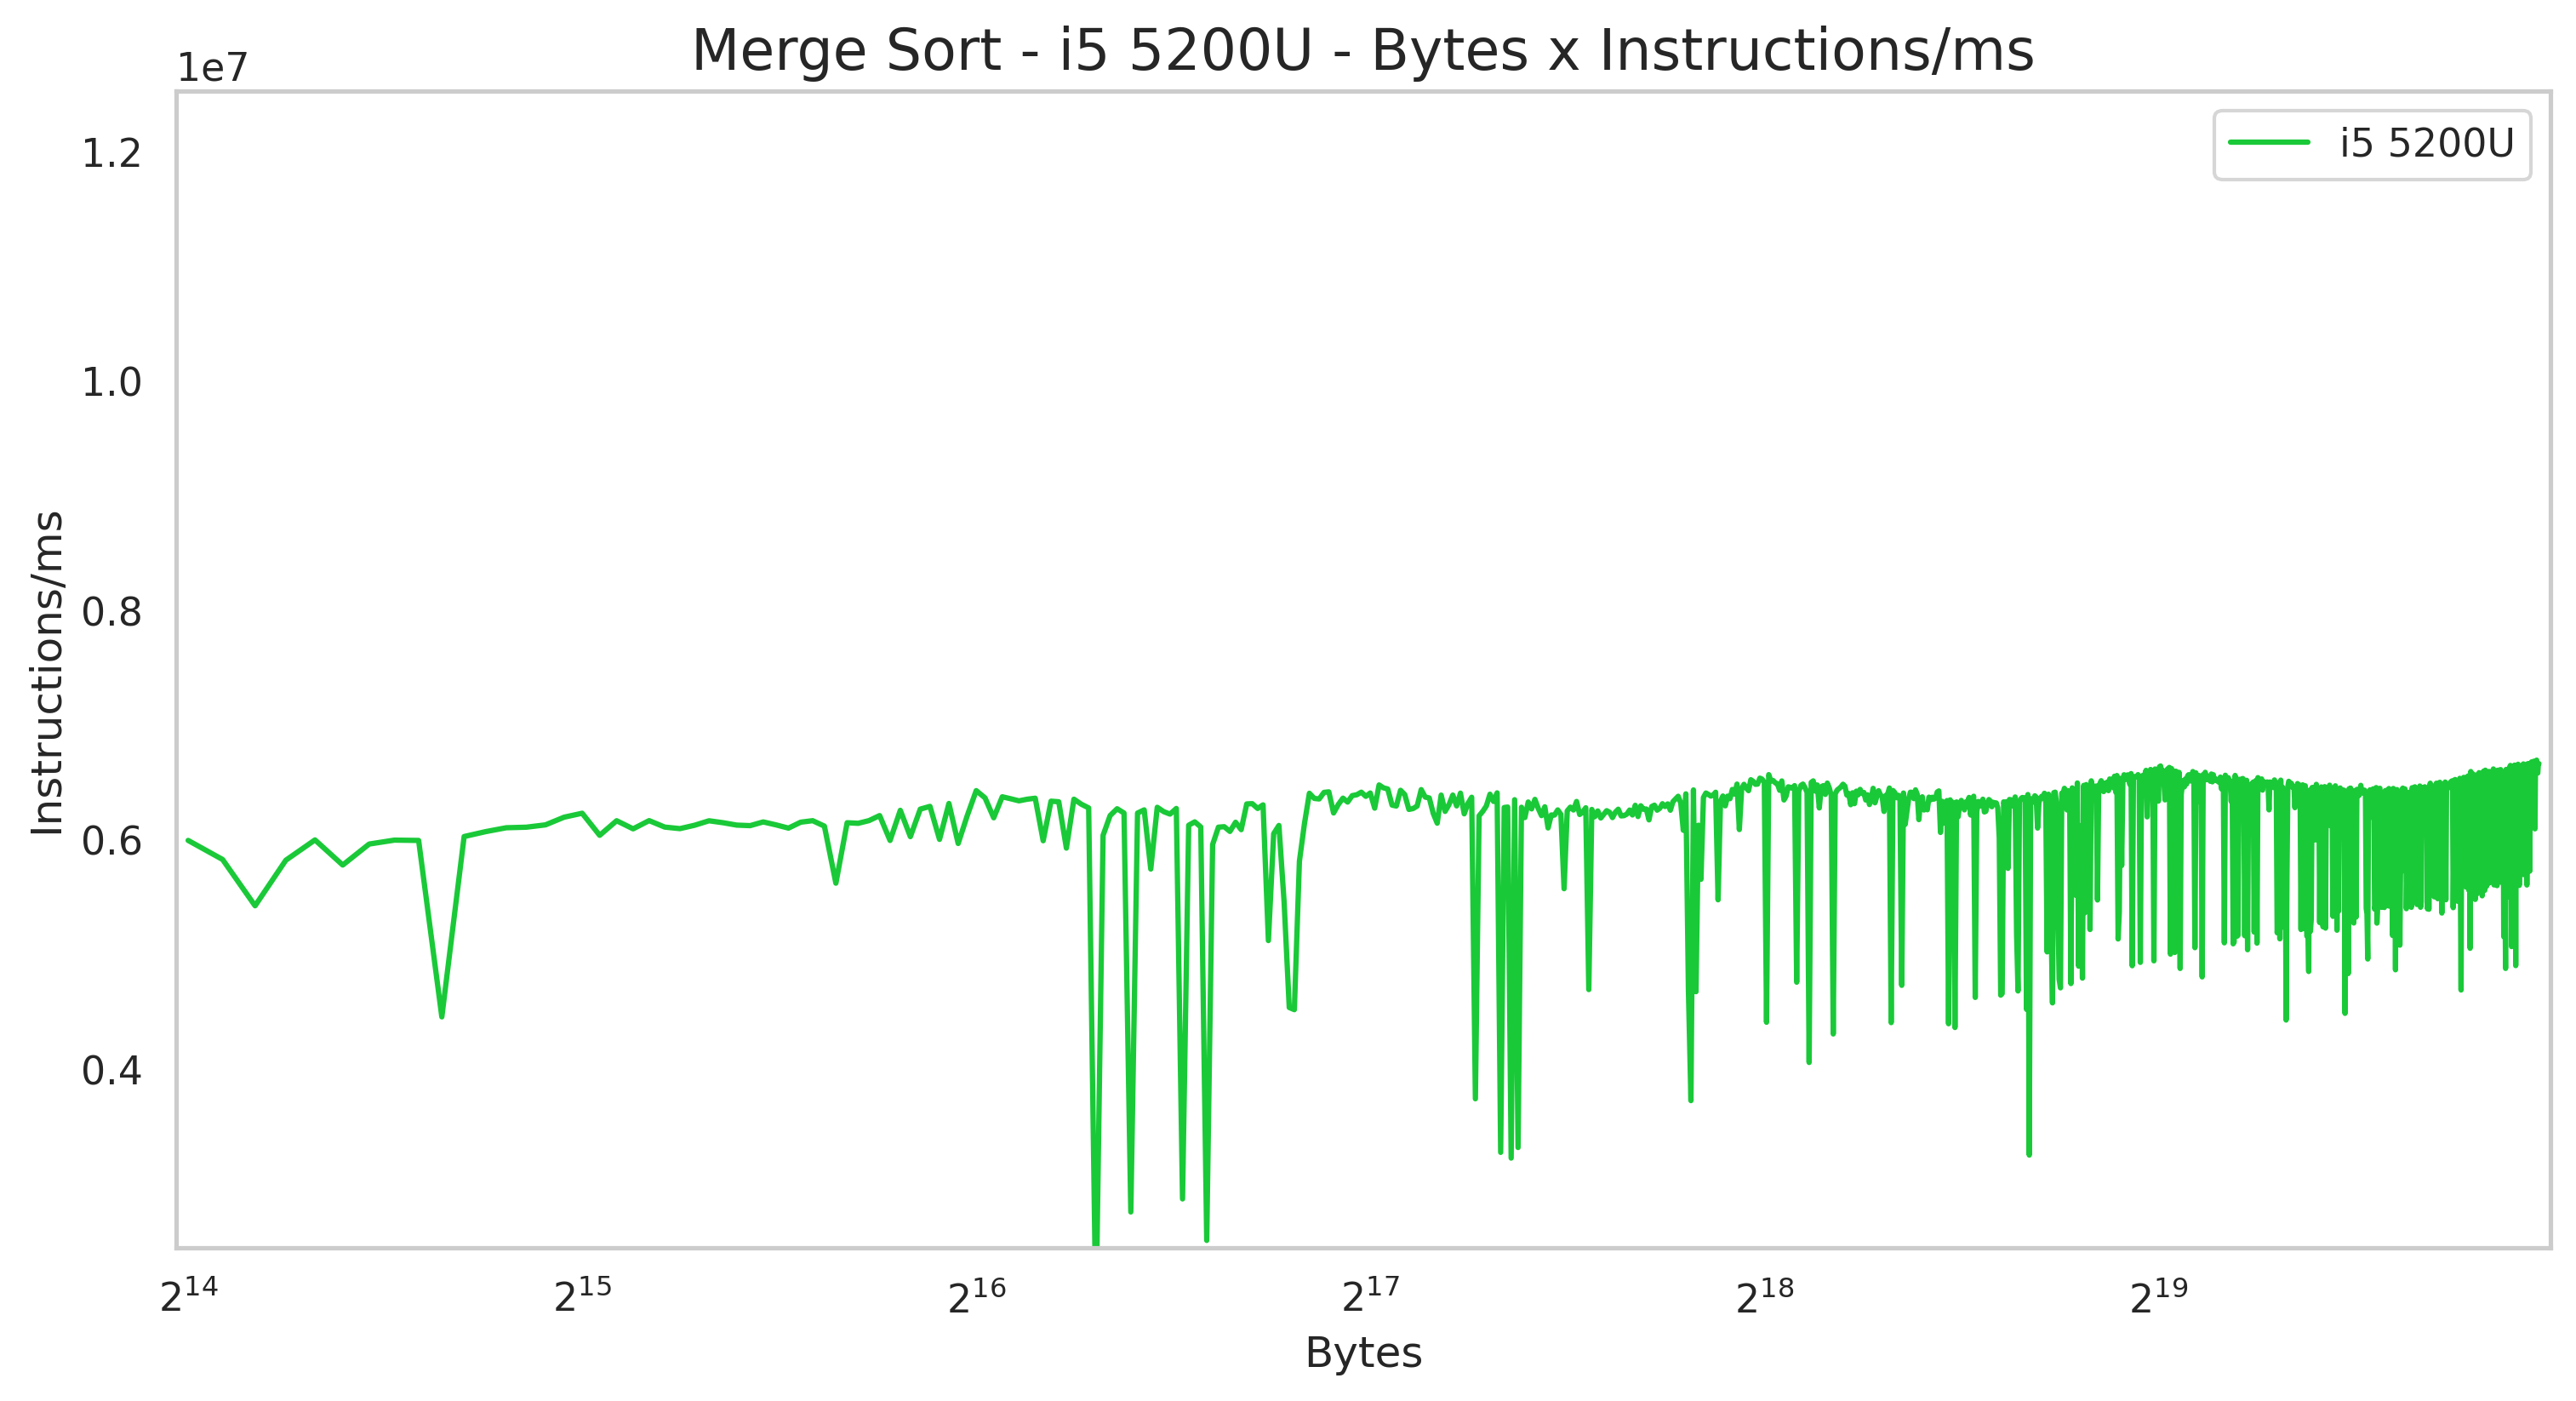 Merge Sort - i5 5200U - Bytes x Instructions/ms
1e7
i5 5200U
1.2
1.0
0.8
0.6
0.4
Instructions/ms
2^14 2^15 2^16 2^17 2^18 2^19
Bytes